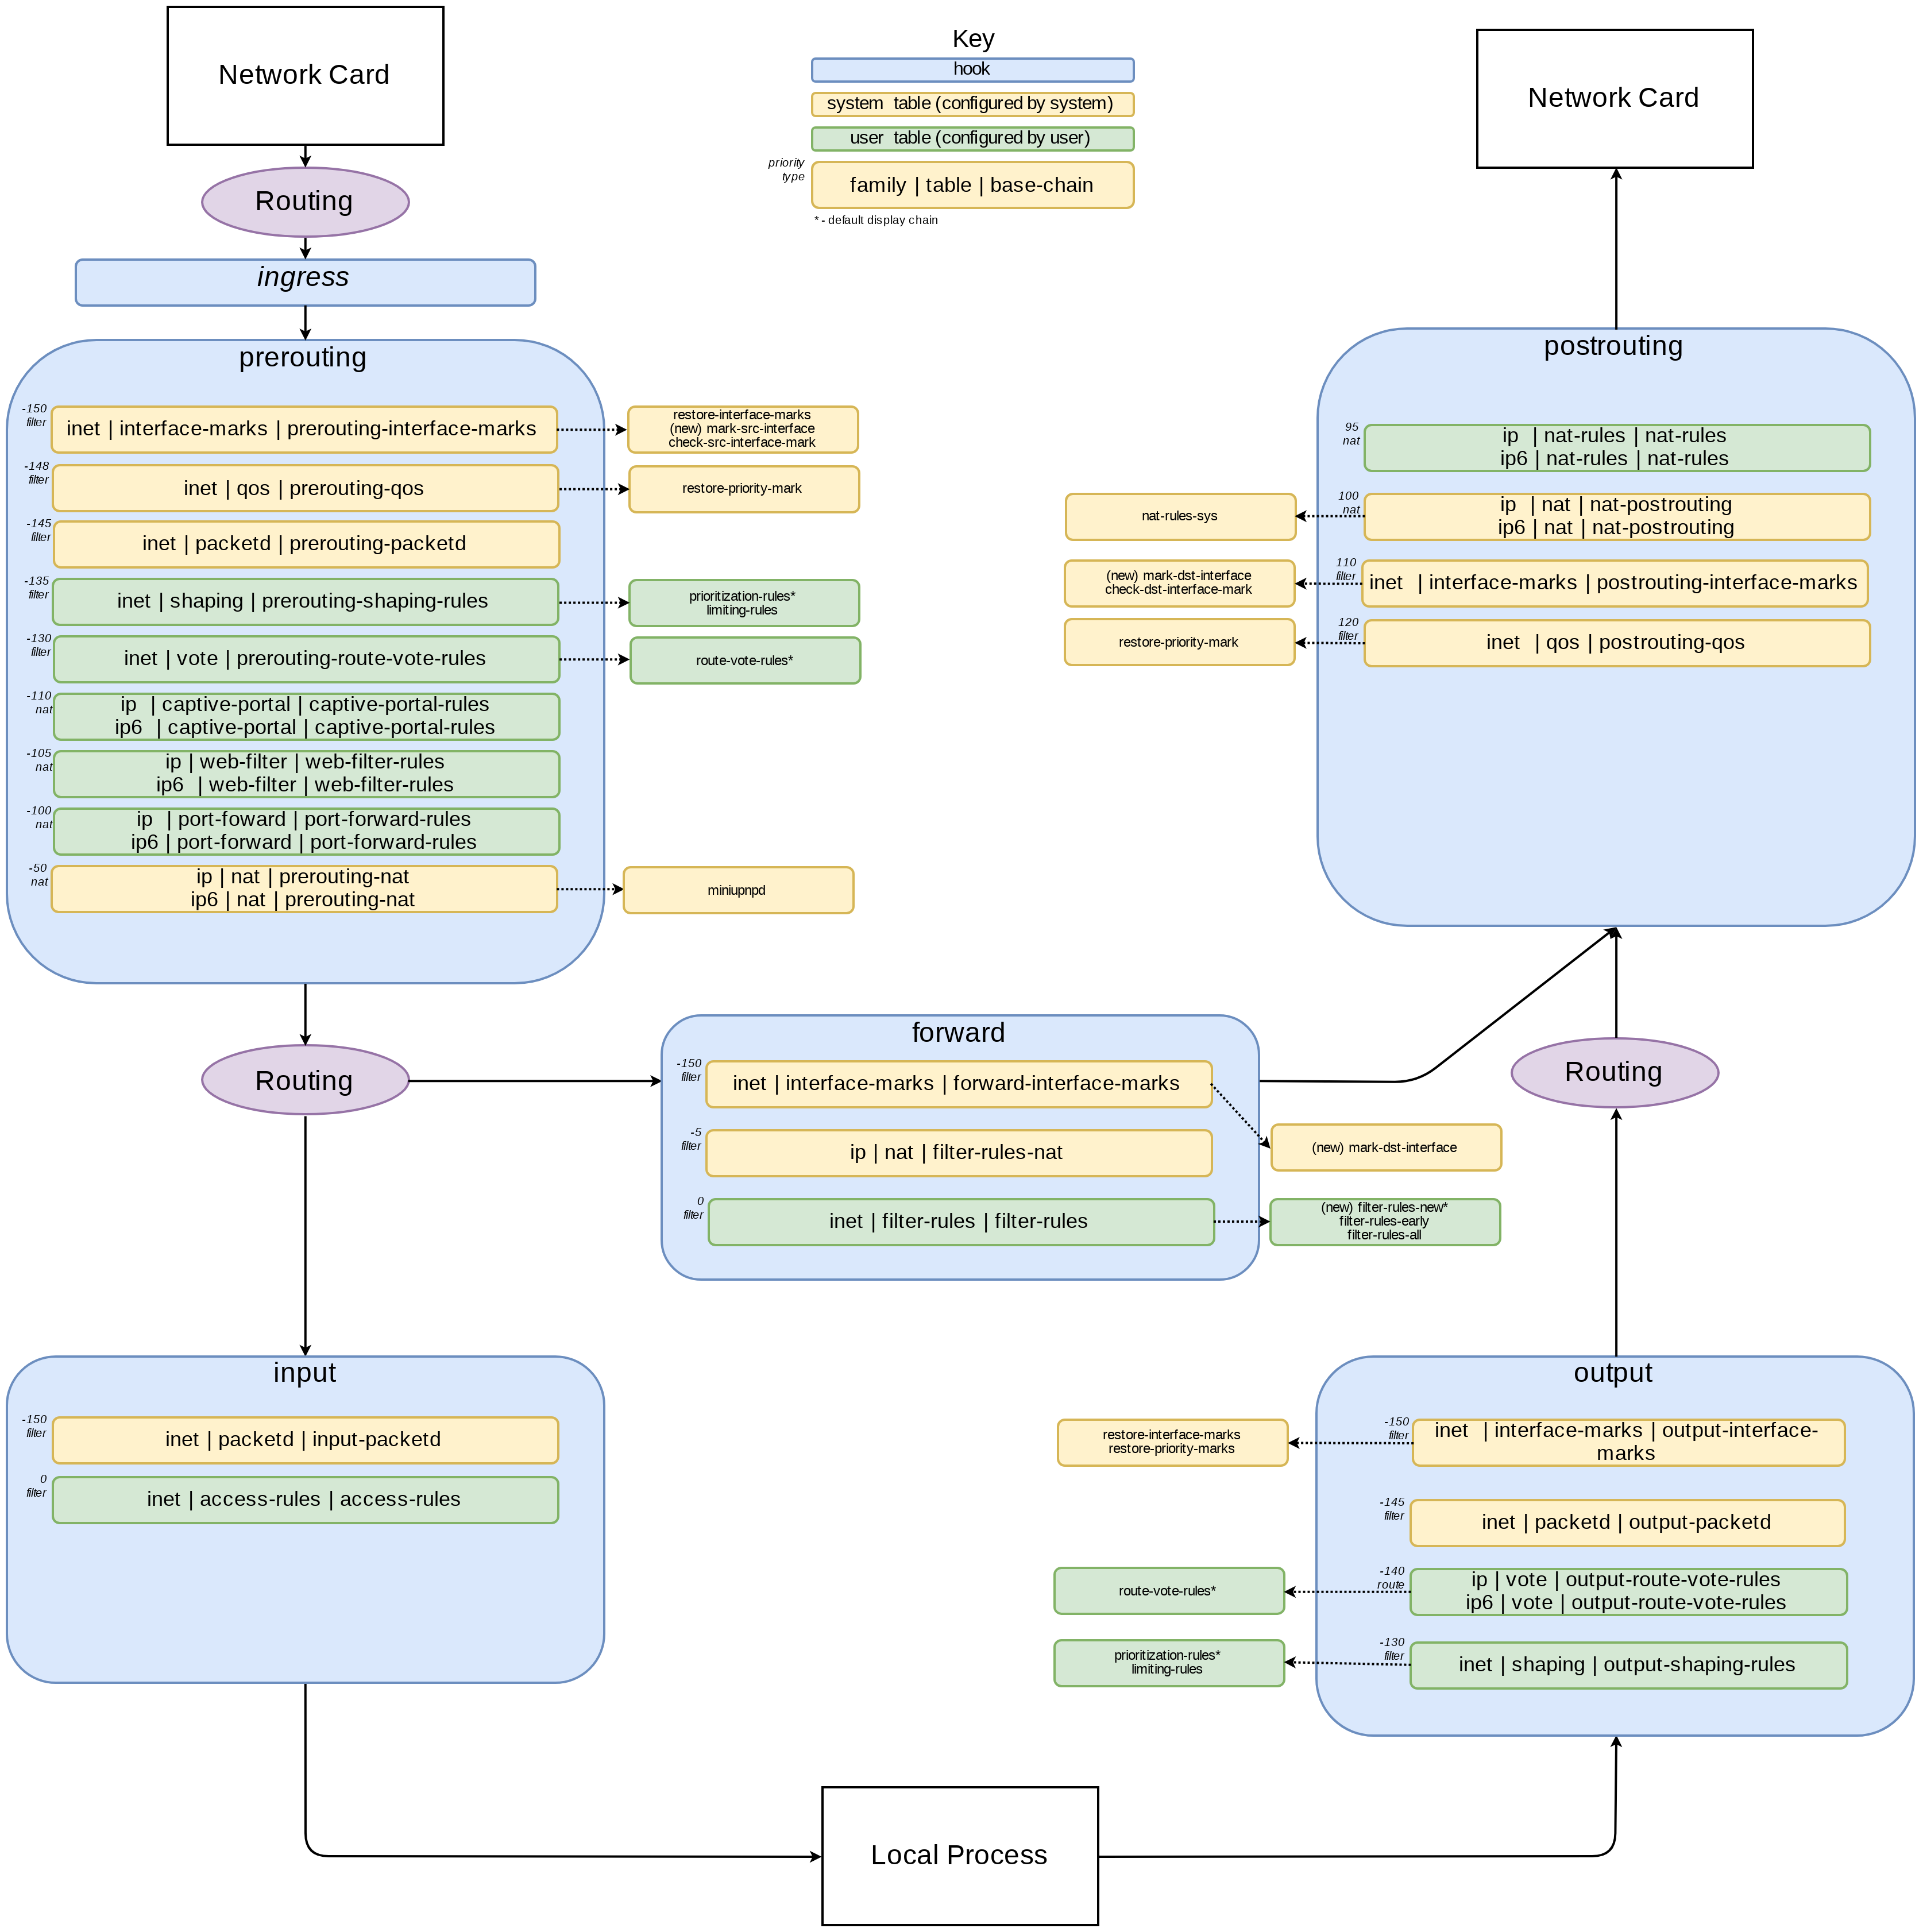 Network Card
Routing
ingress
Key
hook
system  table (configured by system)
user  table (configured by user)
priority
type
family | table | base-chain
* - default display chain
Network Card
prerouting
-150
filter
inet | interface-marks | prerouting-interface-marks
restore-interface-marks
(new) mark-src-interface
check-src-interface-mark
-148
filter
inet | qos | prerouting-qos
restore-priority-mark
-145
filter
inet | packetd | prerouting-packetd
-135
filter
inet | shaping | prerouting-shaping-rules
prioritization-rules*
limiting-rules
-130
filter
inet | vote | prerouting-route-vote-rules
route-vote-rules*
-110
nat
ip  | captive-portal | captive-portal-rules
ip6  | captive-portal | captive-portal-rules
-105
nat
ip | web-filter | web-filter-rules
ip6  | web-filter | web-filter-rules
-100
nat
ip  | port-foward | port-forward-rules
ip6 | port-forward | port-forward-rules
-50
nat
ip | nat | prerouting-nat
ip6 | nat | prerouting-nat
miniupnpd
postrouting
95
nat
ip  | nat-rules | nat-rules
ip6 | nat-rules | nat-rules
100
nat
ip  | nat | nat-postrouting
ip6 | nat | nat-postrouting
nat-rules-sys
110
filter
inet  | interface-marks | postrouting-interface-marks
(new) mark-dst-interface
check-dst-interface-mark
120
filter
inet  | qos | postrouting-qos
restore-priority-mark
Routing
forward
-150
filter
inet | interface-marks | forward-interface-marks
(new) mark-dst-interface
-5
filter
ip | nat | filter-rules-nat
0
filter
inet | filter-rules | filter-rules
(new) filter-rules-new*
filter-rules-early
filter-rules-all
Routing
input
-150
filter
inet | packetd | input-packetd
0
filter
inet | access-rules | access-rules
output
-150
filter
inet  | interface-marks | output-interface-
marks
restore-interface-marks
restore-priority-marks
-145
filter
inet | packetd | output-packetd
-140
route
ip | vote | output-route-vote-rules
ip6 | vote | output-route-vote-rules
route-vote-rules*
-130
filter
inet | shaping | output-shaping-rules
prioritization-rules*
limiting-rules
Local Process